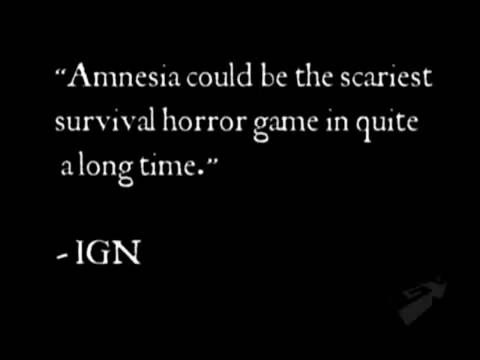 “Amnesia could be the scariest
survival horror game in quite
a long time.”
- IGN